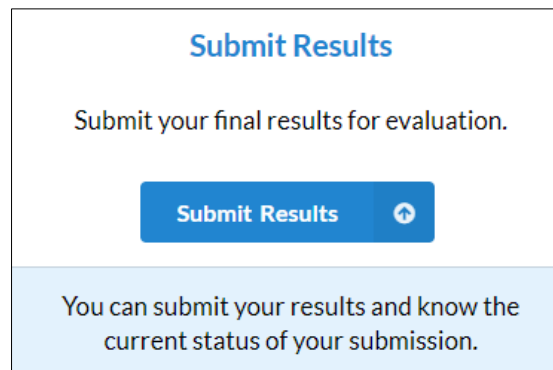 Submit Results
Submit your final results for evaluation.
Submit Results
You can submit your results and know the
current status of your submission.